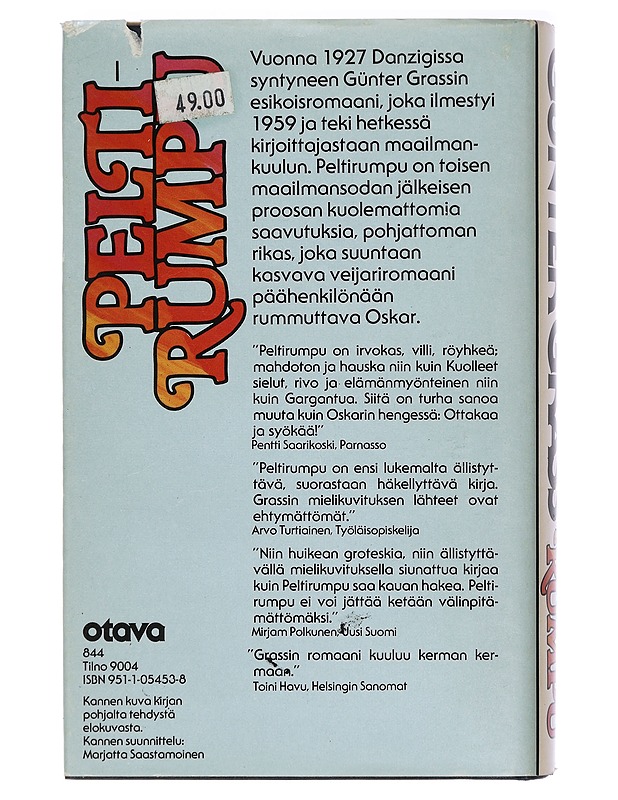 PELTI-
RUMPU
49.00
Vuonna 1927 Danzigissa
syntyneen Günter Grassin
esikoisromaani, joka ilmestyi
1959 ja teki hetkessä
kirjoittajastaan maailman-
kuulun. Peltirumpu on toisen
maailmansodan jälkeisen
proosan kuolemattomia
saavutuksia, pohjattoman
rikas, joka suuntaan
kasvava veijariromaani
päähenkilönään
rummuttava Oskar.
"Peltirumpu on irvokas, villi, röyhkeä;
mahdoton ja hauska niin kuin Kuolleet
sielut, rivo ja elämänmyönteinen niin
kuin Gargantua. Siitä on turha sanoa
muuta kuin Oskarin hengessä: Ottakaa
ja syökää!"
Pentti Saarikoski, Parnasso
"Peltirumpu on ensi lukemalta ällistyt-
tävä, suorastaan häkellyttävä kirja.
Grassin mielikuvituksen lähteet ovat
ehtymättömät."
Arvo Turtiainen, Työläisopiskelija
"Niin huikean groteskia, niin ällistyttä-
vällä mielikuvituksella siunattua kirjaa
kuin Peltirumpu saa kauan hakea. Pelti-
rumpu ei voi jättää ketään välinpitä-
mättömäksi."
Mirjam Polkunen, Uusi Suomi
"Grassin romaani kuuluu kerman ker-
maan."
Toini Havu, Helsingin Sanomat
otava
844
Tilno 9004
ISBN 951-1-05453-8
Kannen kuva Kirjan
pohjalta tehdystä
elokuvasta.
Kannen suunnittelu:
Marjatta Saastamoinen
GÜNTER GRASS
RUMPU